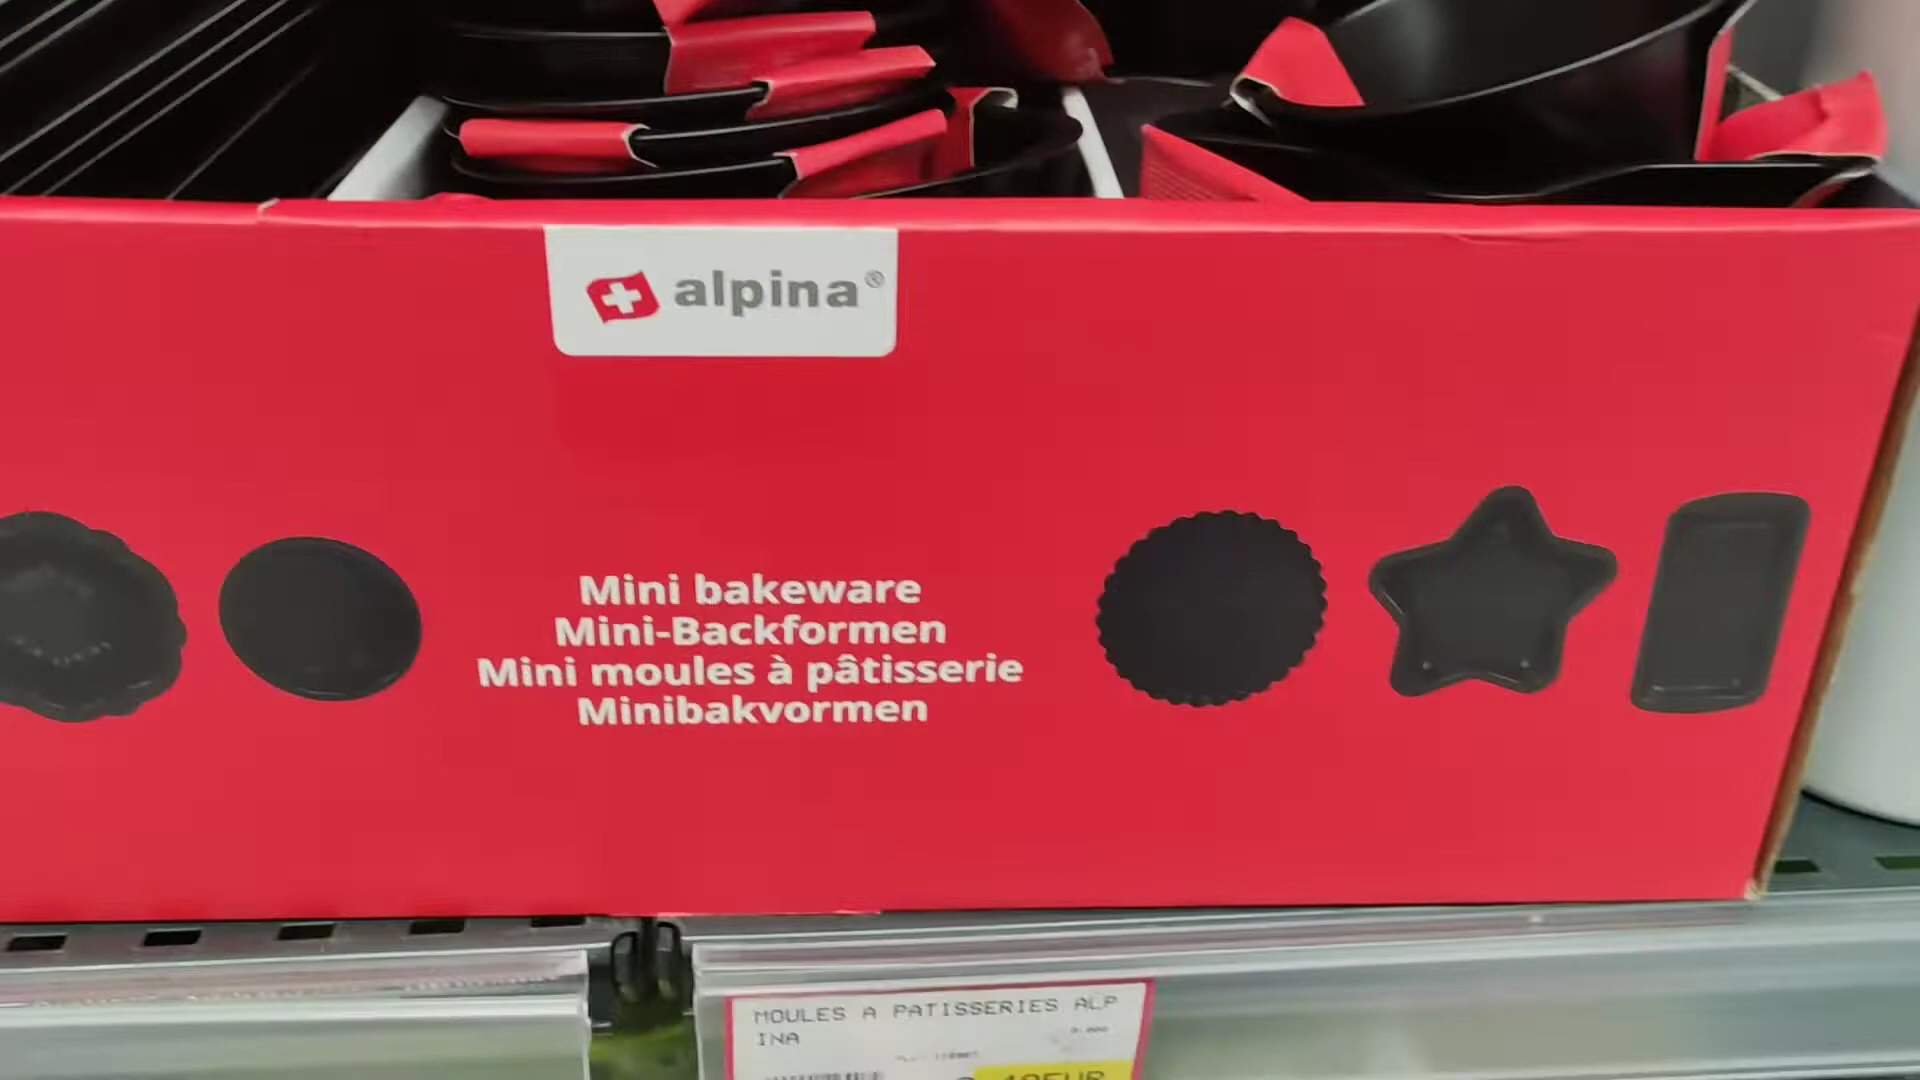 alpina®
Mini bakeware
Mini-Backformen
Mini moules à pâtisserie
Minibakvormen
MOULES A PATISSERIES ALP
INA